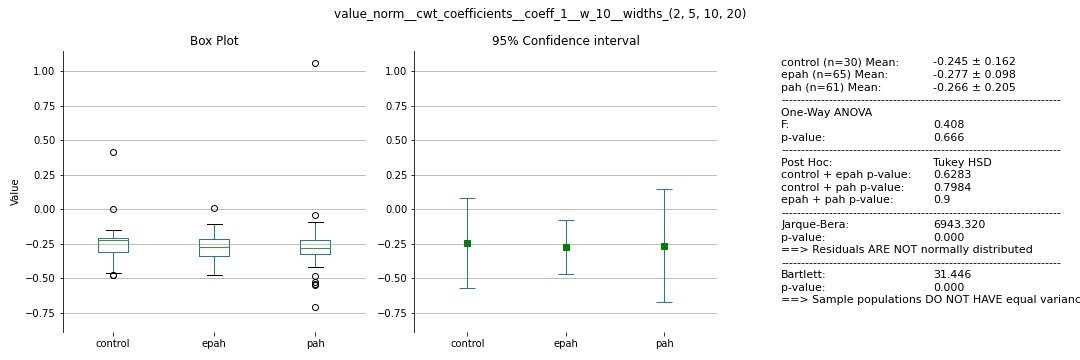 value_norm__cwt_coefficients__coeff_1__w_10__widths_(2, 5, 10, 20)
Box Plot
Value
1.00
0.75
0.50
0.25
0.00
−0.25
−0.50
−0.75
control epah pah
95% Confidence interval
1.00
0.75
0.50
0.25
0.00
−0.25
−0.50
−0.75
control epah pah
control (n=30) Mean: -0.245 ± 0.162
epah (n=65) Mean: -0.277 ± 0.098
pah (n=61) Mean: -0.266 ± 0.205
One-Way ANOVA
F: 0.408
p-value: 0.666
Post Hoc: Tukey HSD
control + epah p-value: 0.6283
control + pah p-value: 0.7984
epah + pah p-value: 0.9
Jarque-Bera: 6943.320
p-value: 0.000
==> Residuals ARE NOT normally distributed
Bartlett: 31.446
p-value: 0.000
==> Sample populations DO NOT HAVE equal varianc